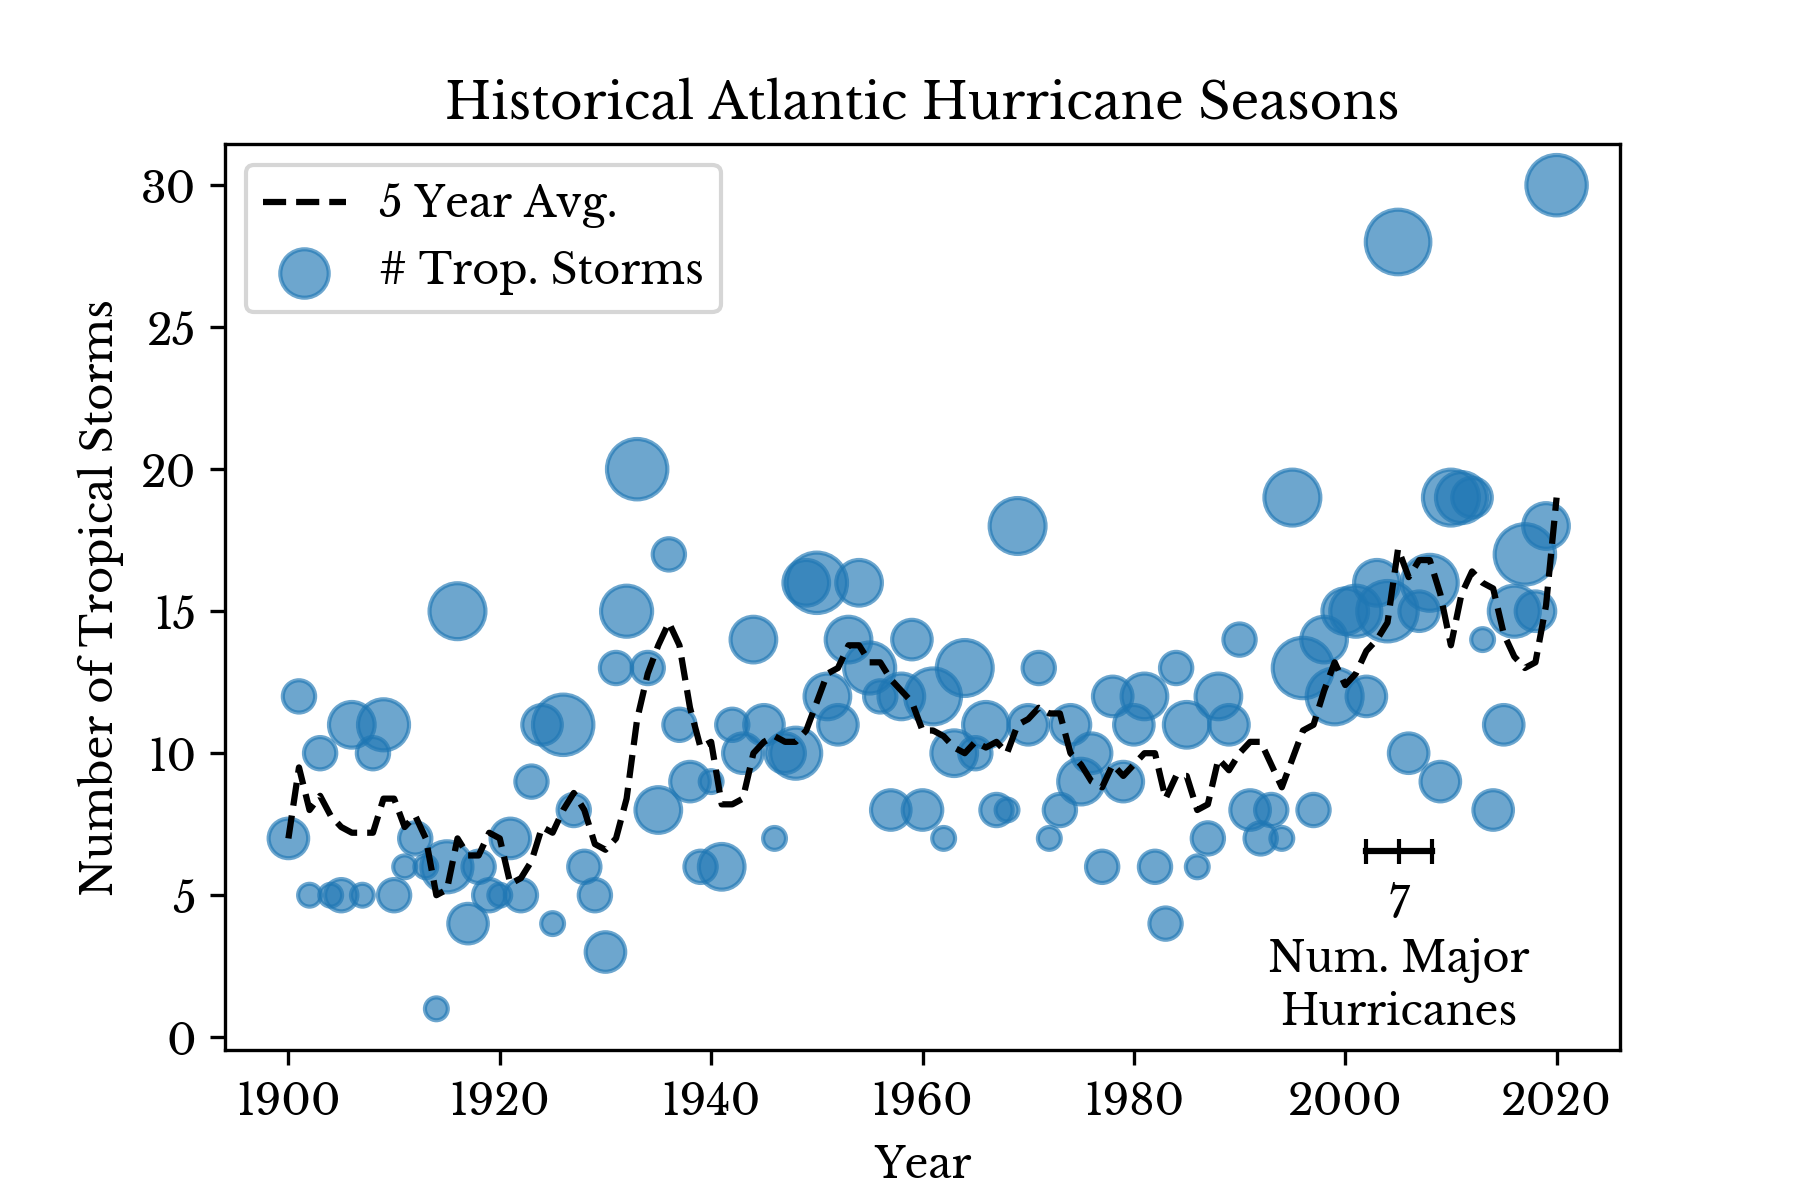 Historical Atlantic Hurricane Seasons
5 Year Avg.
# Trop. Storms
Number of Tropical Storms
30
25
20
15
10
5
0
7
Num. Major
Hurricanes
1900 1920 1940 1960 1980 2000 2020
Year